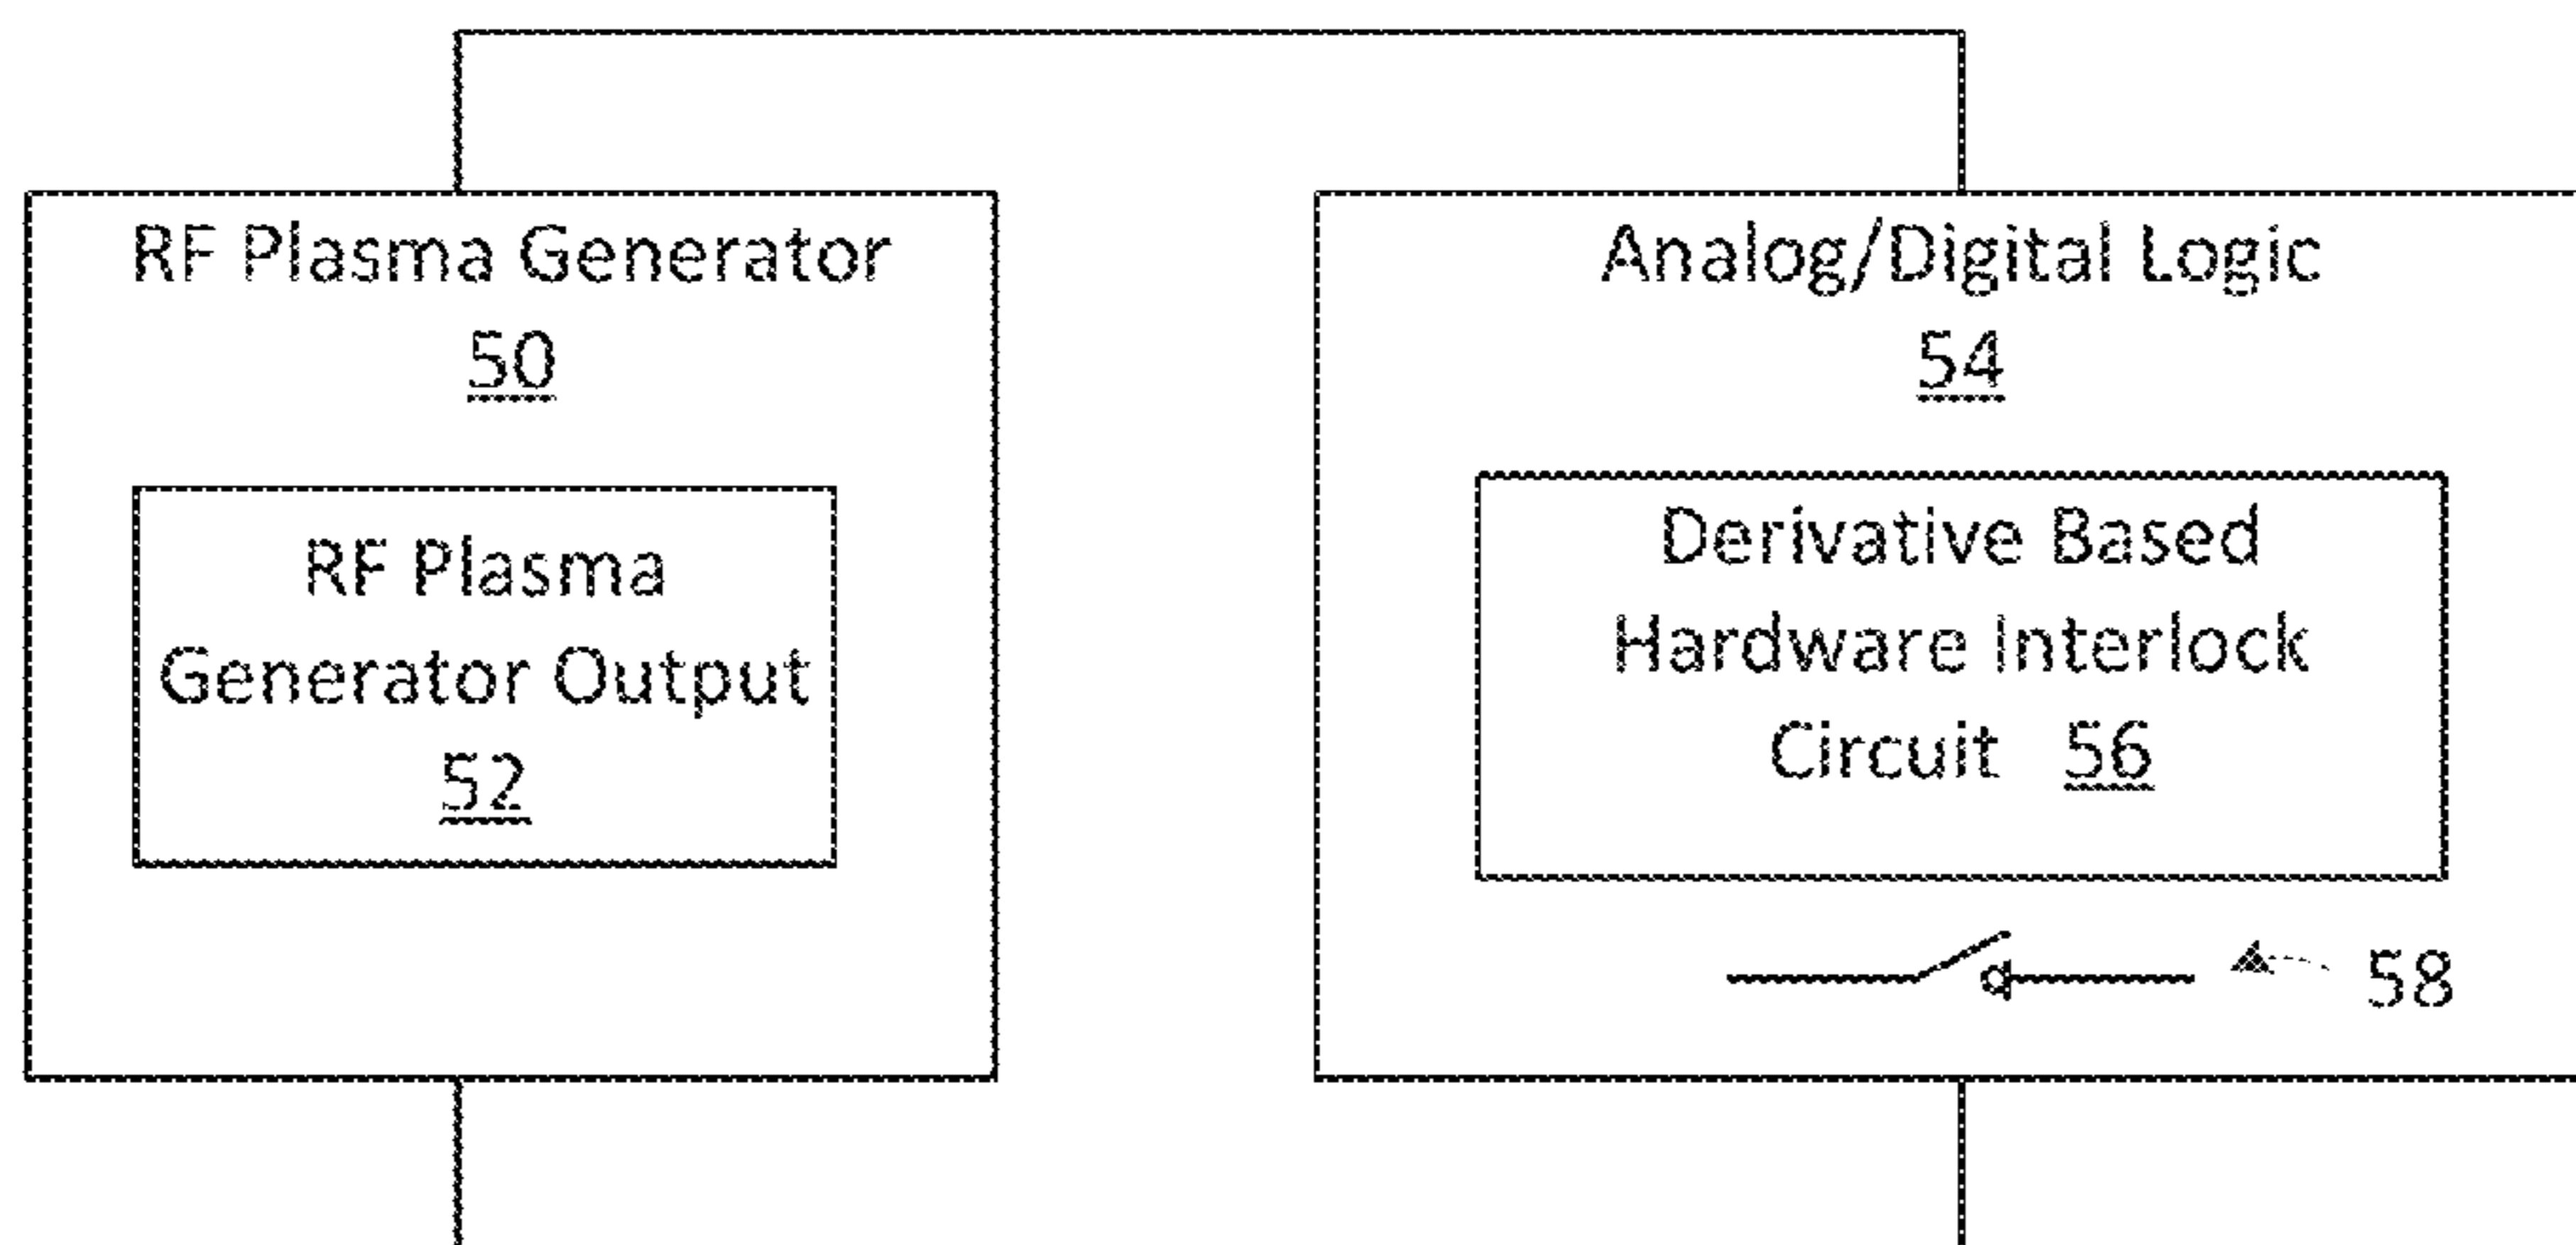 RF Plasma Generator
50
RF Plasma
Generator Output
52
Analog/Digital Logic
54
Derivative Based
Hardware Interlock
Circuit 56
58